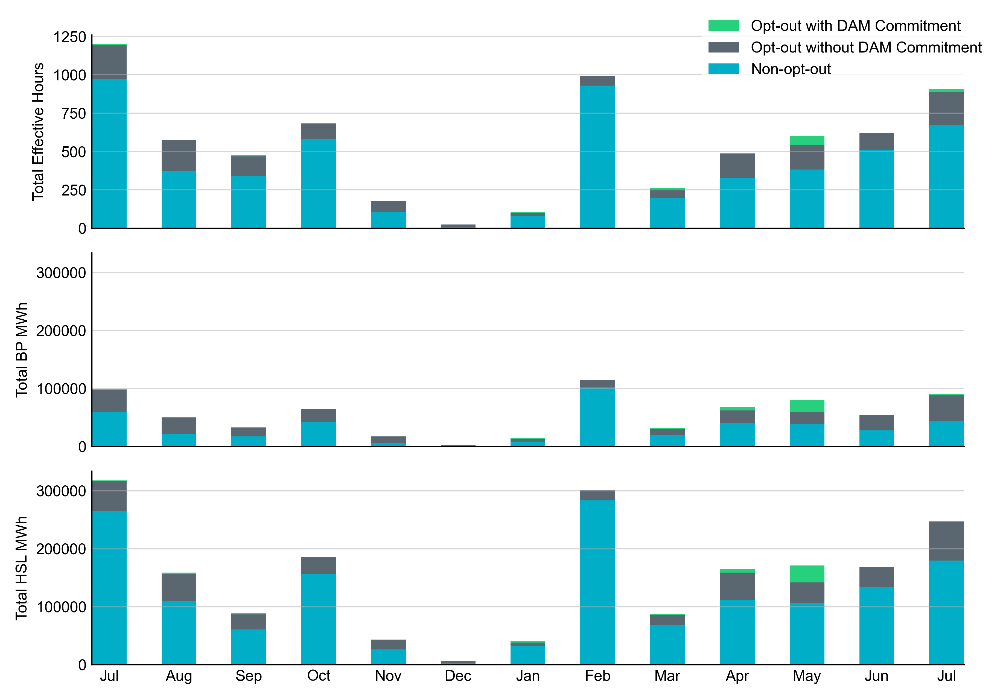 Opt-out with DAM Commitment
Opt-out without DAM Commitment
Non-opt-out
Total Effective Hours
1250
1000
750
500
250
0
Total BP MWh
300000
200000
100000
0
Total HSL MWh
300000
200000
100000
0
Jul Aug Sep Oct Nov Dec Jan Feb Mar Apr May Jun Jul